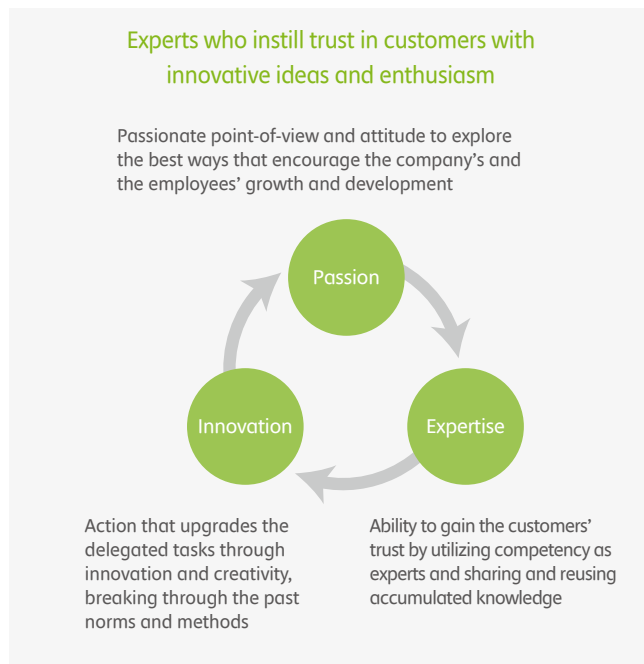 Experts who instill trust in customers with
innovative ideas and enthusiasm
Passionate point-of-view and attitude to explore
the best ways that encourage the company’s and
the employees’ growth and development
Passion
Innovation
Expertise
Action that upgrades the
delegated tasks through
innovation and creativity,
breaking through the past
norms and methods
Ability to gain the customers’
trust by utilizing competency as
experts and sharing and reusing
accumulated knowledge